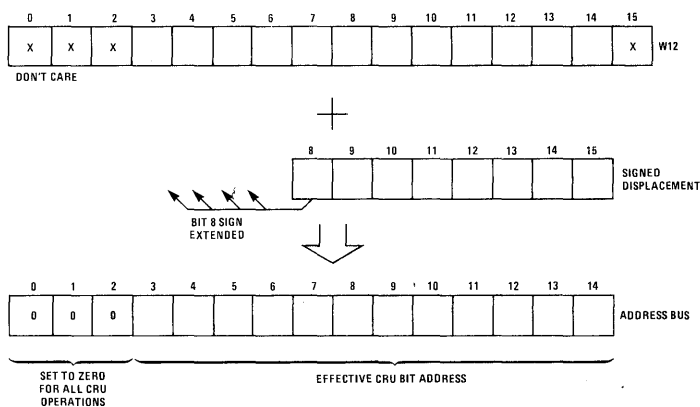 0 1 2 3 4 5 6 7 8 9 10 11 12 13 14 15
X X X X W12
DON'T CARE
+
8 9 10 11 12 13 14 15
SIGNED
DISPLACEMENT
BIT 8 SIGN
EXTENDED
0 1 2 3 4 5 6 7 8 9 10 11 12 13 14
0 0 0 ADDRESS BUS
SET TO ZERO
FOR ALL CRU
OPERATIONS
EFFECTIVE CRU BIT ADDRESS